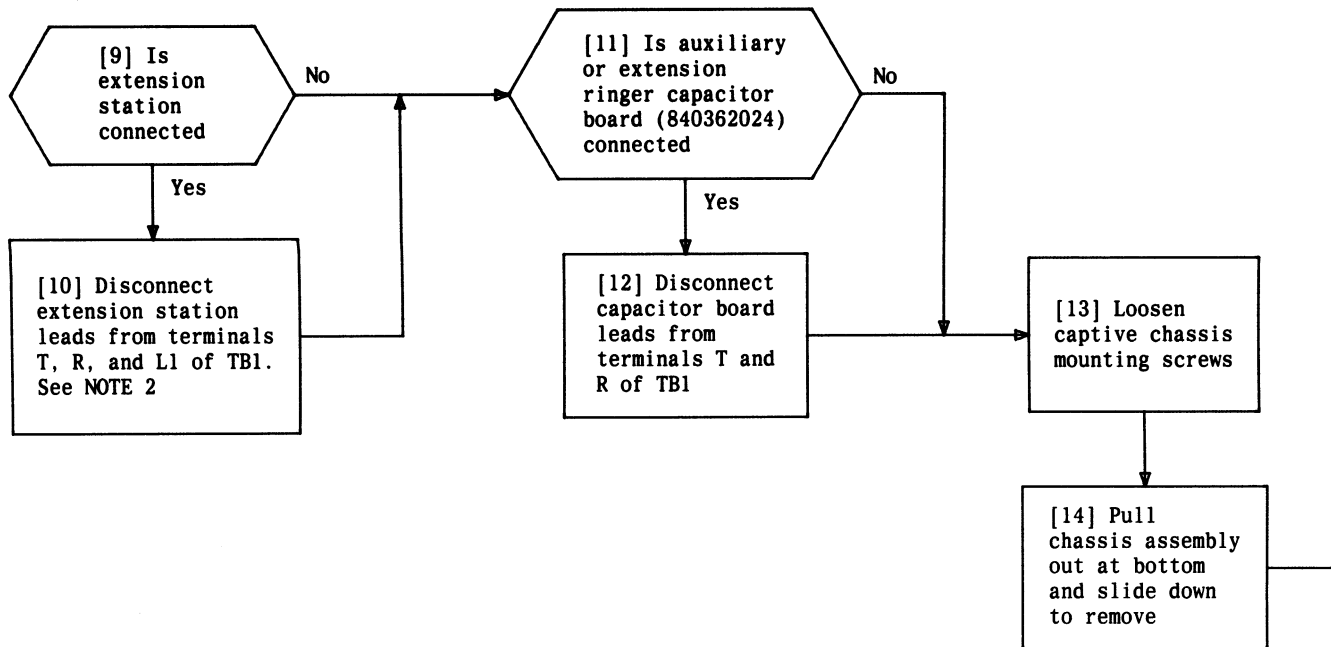 [9] Is
extension
station
connected
No
Yes
[10] Disconnect
extension station
leads from terminals
T, R, and L1 of TB1.
See NOTE 2
[11] Is auxiliary
or extension
ringer capacitor
board (840362024)
connected
No
Yes
[12] Disconnect
capacitor board
leads from
terminals T and
R of TB1
[13] Loosen
captive chassis
mounting screws
[14] Pull
chassis assembly
out at bottom
and slide down
to remove